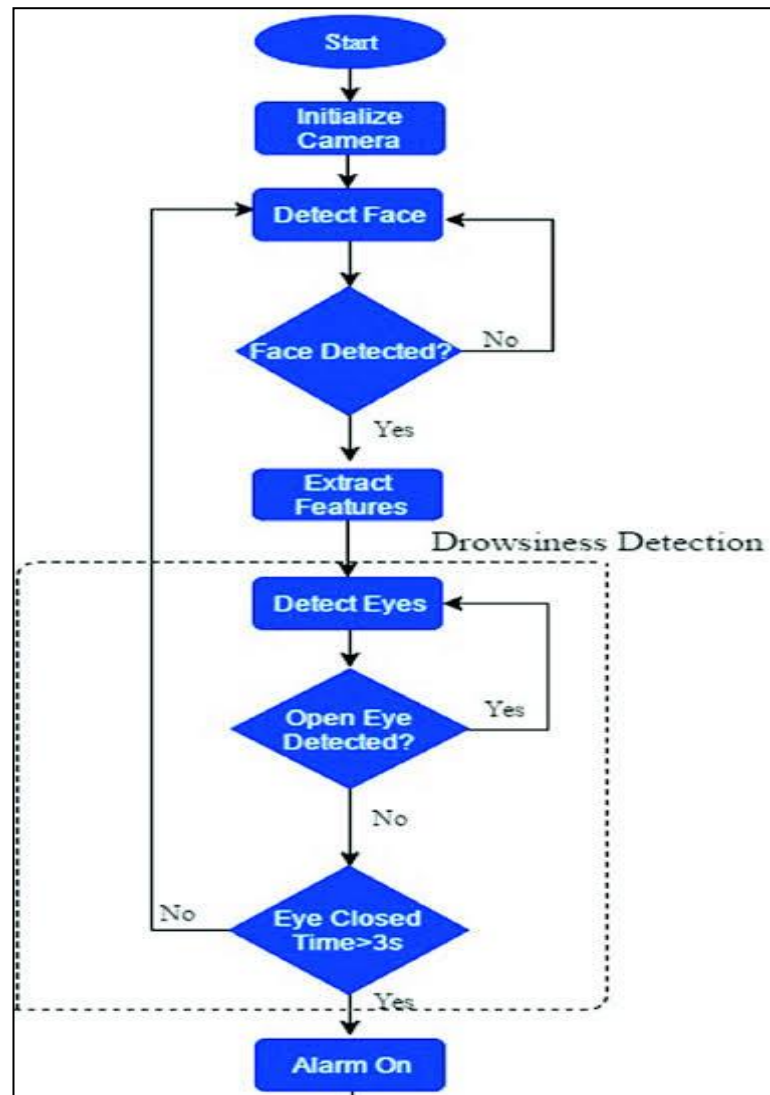 Start
Initialize
Camera
Detect Face
Face Detected?
No
Yes
Extract
Features
Drowsiness Detection
Detect Eyes
Open Eye
Detected?
Yes
No
Eye Closed
Time>3s
No
Yes
Alarm On